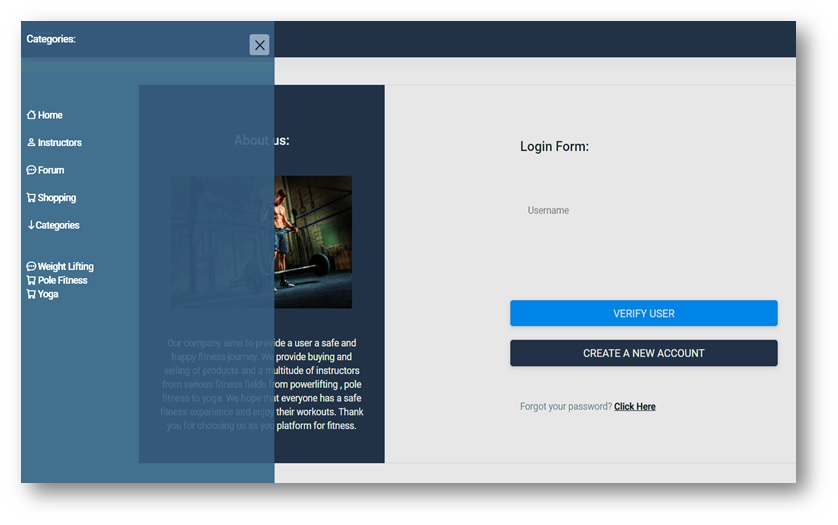 Categories:
Home
Instructors
Forum
Shopping
Categories
Weight Lifting
Pole Fitness
Yoga
About us:
Our company aims to provide a user a safe and
happy fitness journey. We provide buying and
selling of products and a multitude of instructors
from various fitness fields from powerlifting , pole
fitness to yoga. We hope that everyone has a safe
fitness experience and enjoy their workouts. Thank
you for choosing us as you platform for fitness.
Login Form:
Username
VERIFY USER
CREATE A NEW ACCOUNT
Forgot your password? Click Here